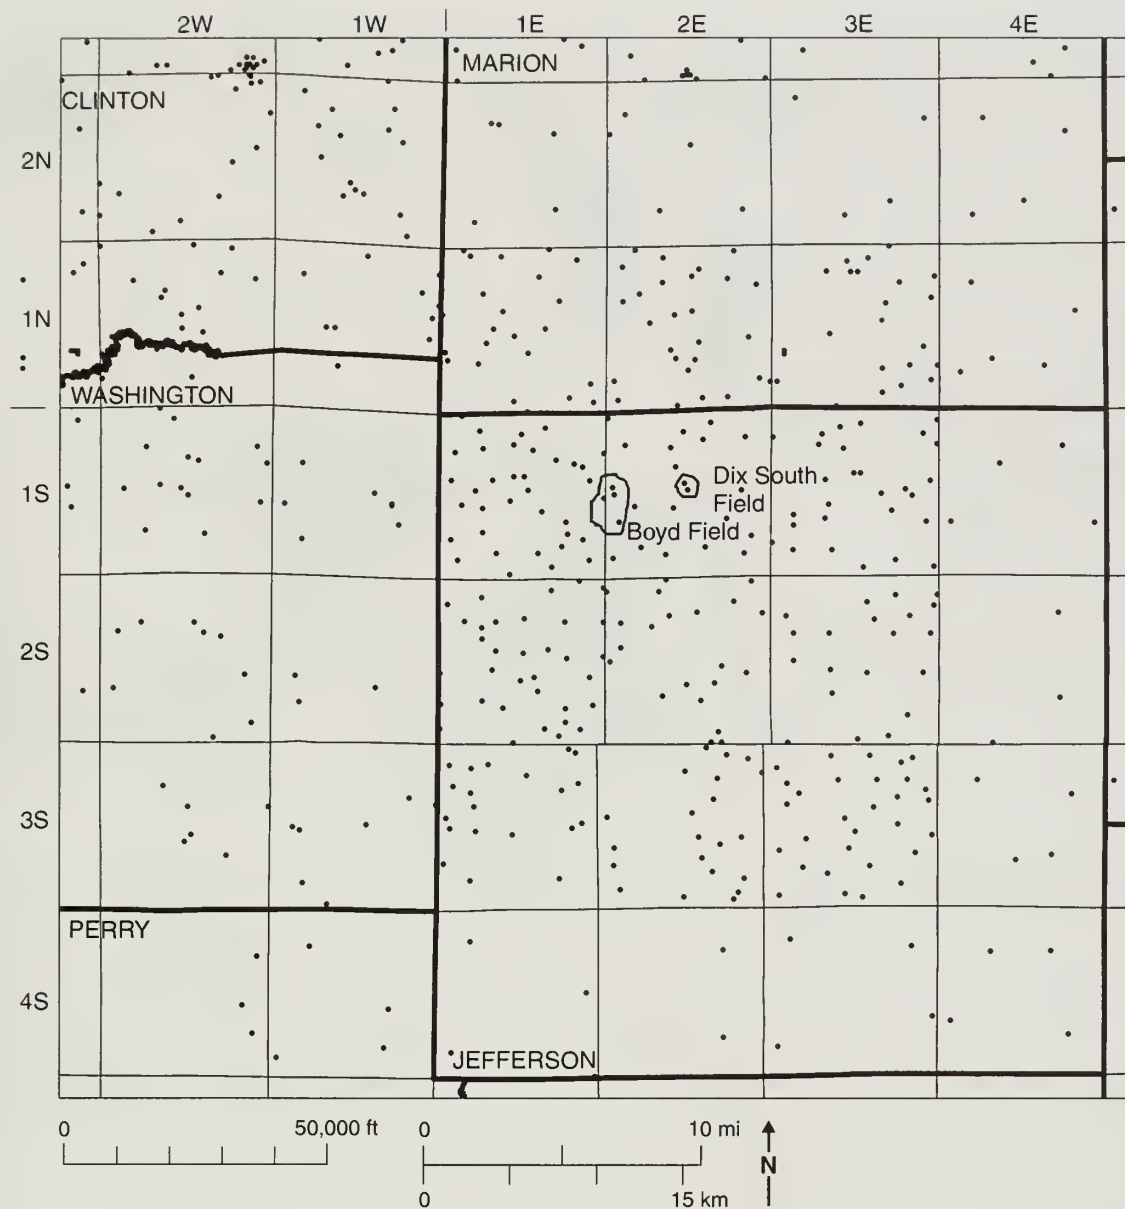 2W 1W 1E 2E 3E 4E
MARION
CLINTON
2N
1N
WASHINGTON
1S
Dix South
Field
Boyd Field
2S
3S
PERRY
4S
JEFFERSON
0 50,000 ft 0 10 mi
N
0 15 km